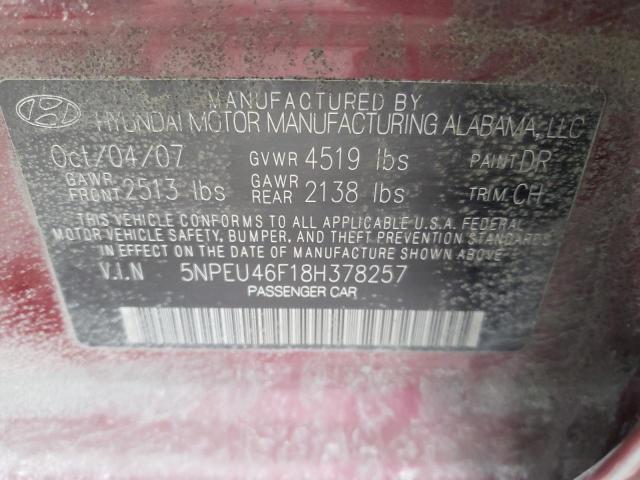 MANUFACTURED BY
HYUNDAI MOTOR MANUFACTURING ALABAMA, LLC
Oct/04/07 GVWR 4519 lbs PAINT DR
GAWR FRONT 2513 lbs GAWR REAR 2138 lbs TRIM CH
THIS VEHICLE CONFORMS TO ALL APPLICABLE U.S.A. FEDERAL
MOTOR VEHICLE SAFETY, BUMPER, AND THEFT PREVENTION STANDARDS
IN EFFECT ON THE DATE OF MANUFACTURE SHOWN ABOVE.
V.I.N 5NPEU46F18H378257
PASSENGER CAR